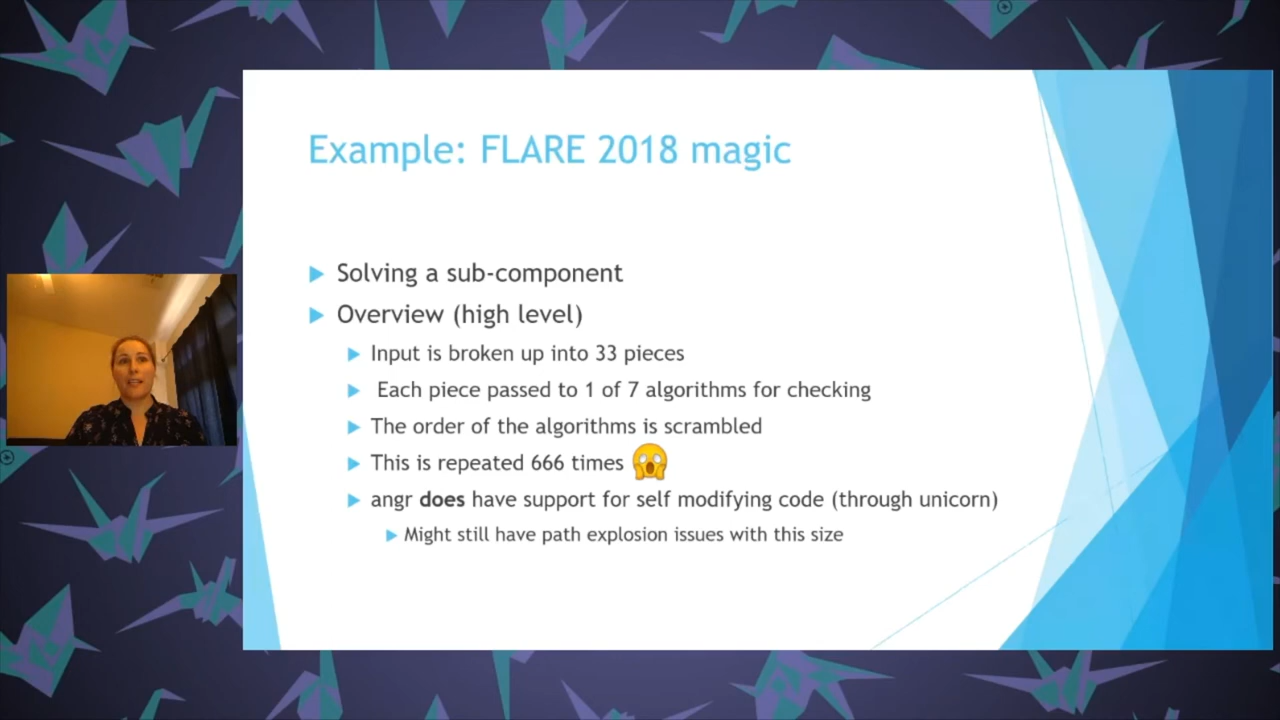 Example: FLARE 2018 magic
Solving a sub-component
Overview (high level)
Input is broken up into 33 pieces
Each piece passed to 1 of 7 algorithms for checking
The order of the algorithms is scrambled
This is repeated 666 times 😱
angr does have support for self modifying code (through unicorn)
Might still have path explosion issues with this size